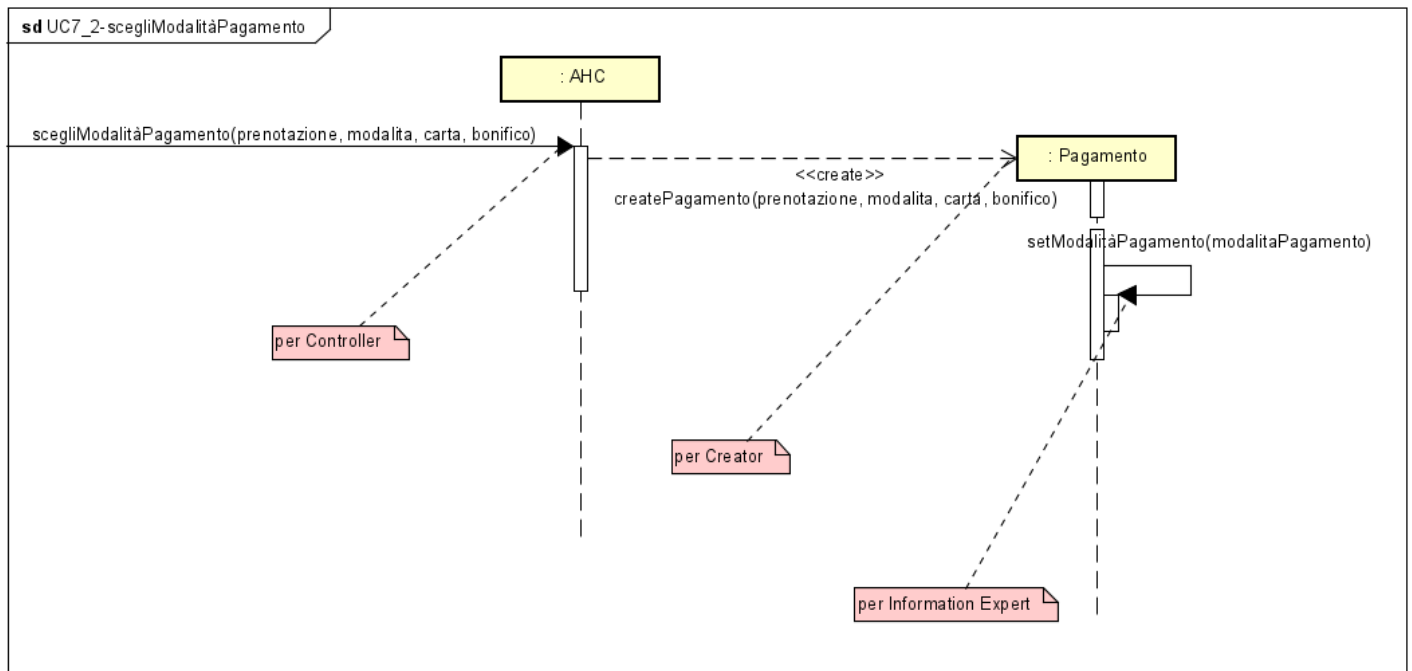 sd UC7_2-scegliModalitàPagamento
: AHC
scegliModalitàPagamento(prenotazione, modalita, carta, bonifico)
: Pagamento
<<create>>
createPagamento(prenotazione, modalita, carta, bonifico)
setModalitàPagamento(modalitaPagamento)
per Controller
per Creator
per Information Expert